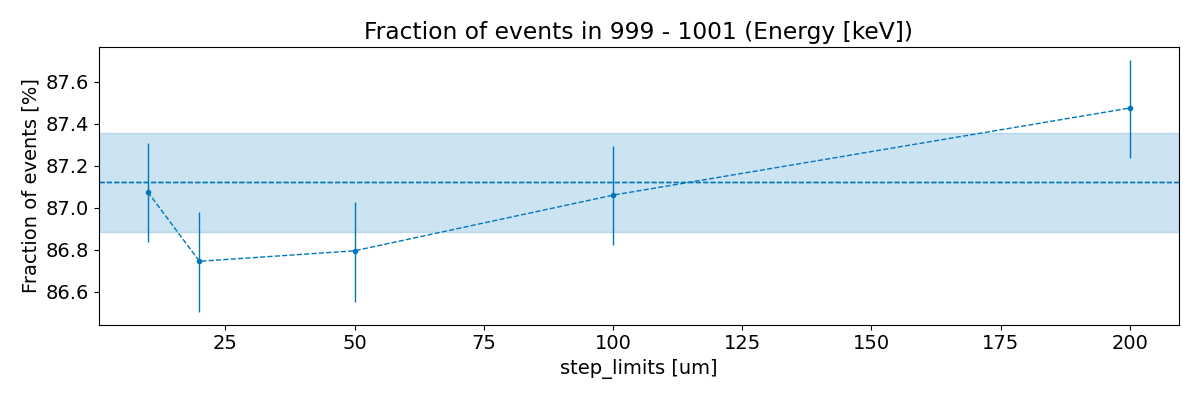 Fraction of events in 999 - 1001 (Energy [keV])
Fraction of events [%]
87.6
87.4
87.2
87.0
86.8
86.6
25 50 75 100 125 150 175 200
step_limits [um]